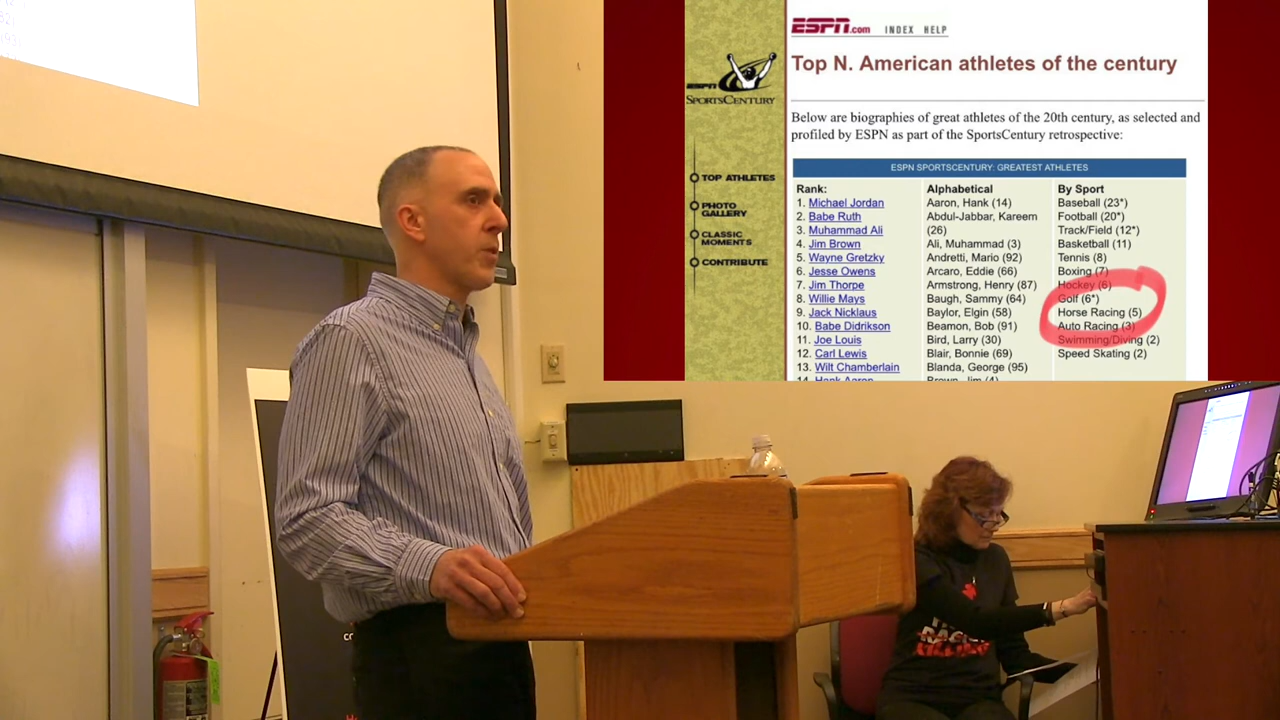 ESPN.com INDEX HELP
Top N. American athletes of the century
ESPN
SPORTSCENTURY
Below are biographies of great athletes of the 20th century, as selected and
profiled by ESPN as part of the SportsCentury retrospective:
TOP ATHLETES
PHOTO
GALLERY
CLASSIC
MOMENTS
CONTRIBUTE
ESPN SPORTSCENTURY: GREATEST ATHLETES
Rank:
1. Michael Jordan
2. Babe Ruth
3. Muhammad Ali
4. Jim Brown
5. Wayne Gretzky
6. Jesse Owens
7. Jim Thorpe
8. Willie Mays
9. Jack Nicklaus
10. Babe Didrikson
11. Joe Louis
12. Carl Lewis
13. Wilt Chamberlain
14. Hank Aaron
Alphabetical
Aaron, Hank (14)
Abdul-Jabbar, Kareem
(26)
Ali, Muhammad (3)
Andretti, Mario (92)
Arcaro, Eddie (66)
Armstrong, Henry (87)
Baugh, Sammy (64)
Baylor, Elgin (58)
Beamon, Bob (91)
Bird, Larry (30)
Blair, Bonnie (69)
Blanda, George (95)
Brown, Jim (4)
By Sport
Baseball (23*)
Football (20*)
Track/Field (12*)
Basketball (11)
Tennis (8)
Boxing (7)
Hockey (6)
Golf (6*)
Horse Racing (5)
Auto Racing (3)
Swimming/Diving (2)
Speed Skating (2)